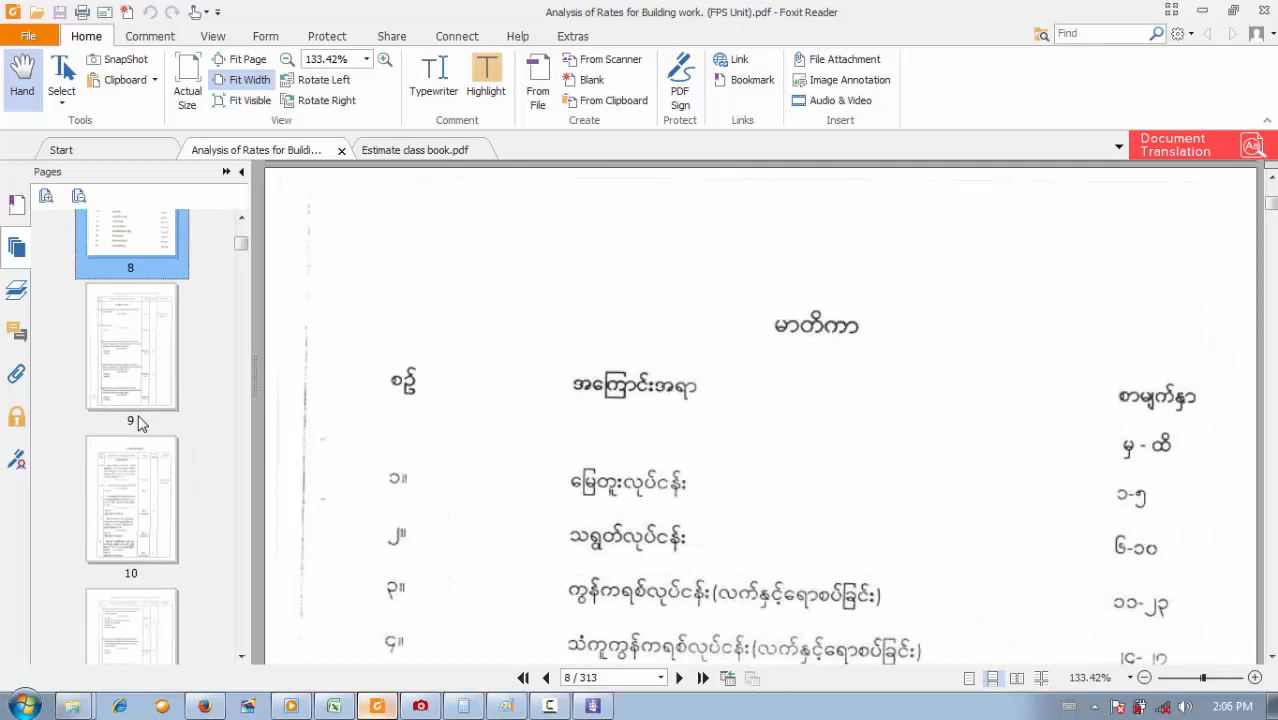 Analysis of Rates for Building work. (FPS Unit).pdf - Foxit Reader
File Home Comment View Form Protect Share Connect Help Extras
Find
Hand
Select
SnapShot
Clipboard
Tools
Actual Size
Fit Page
Fit Width
Fit Visible
133.42%
Rotate Left
Rotate Right
View
Typewriter
Highlight
Comment
From File
From Scanner
Blank
From Clipboard
Create
PDF Sign
Protect
Link
Bookmark
Links
File Attachment
Image Annotation
Audio & Video
Insert
Start
Analysis of Rates for Buildi...
Estimate class book.pdf
Document Translation
Pages
8
9
10
မာတိကာ
စဉ် အကြောင်းအရာ စာမျက်နှာ
မှ - ထိ
၁။ မြေတူးလုပ်ငန်း ၁-၅
၂။ သရွတ်လုပ်ငန်း ၆-၁၀
၃။ ကွန်ကရစ်လုပ်ငန်း(လက်နှင့်ရောစပ်ခြင်း) ၁၁-၂၃
၄။ သံကူကွန်ကရစ်လုပ်ငန်း(လက်နှင့်ရောစပ်ခြင်း) ၂၄-၂၇
8 / 313
133.42%
2:06 PM